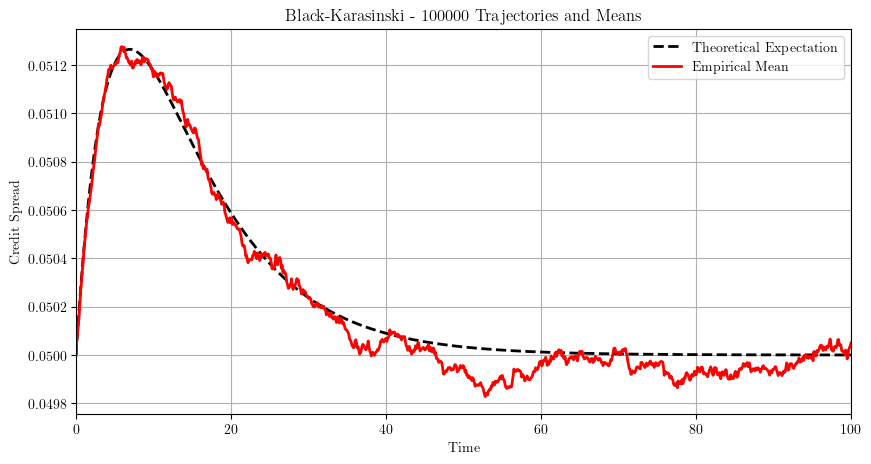 Black-Karasinski - 100000 Trajectories and Means
Theoretical Expectation
Empirical Mean
Credit Spread
0.0512
0.0510
0.0508
0.0506
0.0504
0.0502
0.0500
0.0498
0 20 40 60 80 100
Time